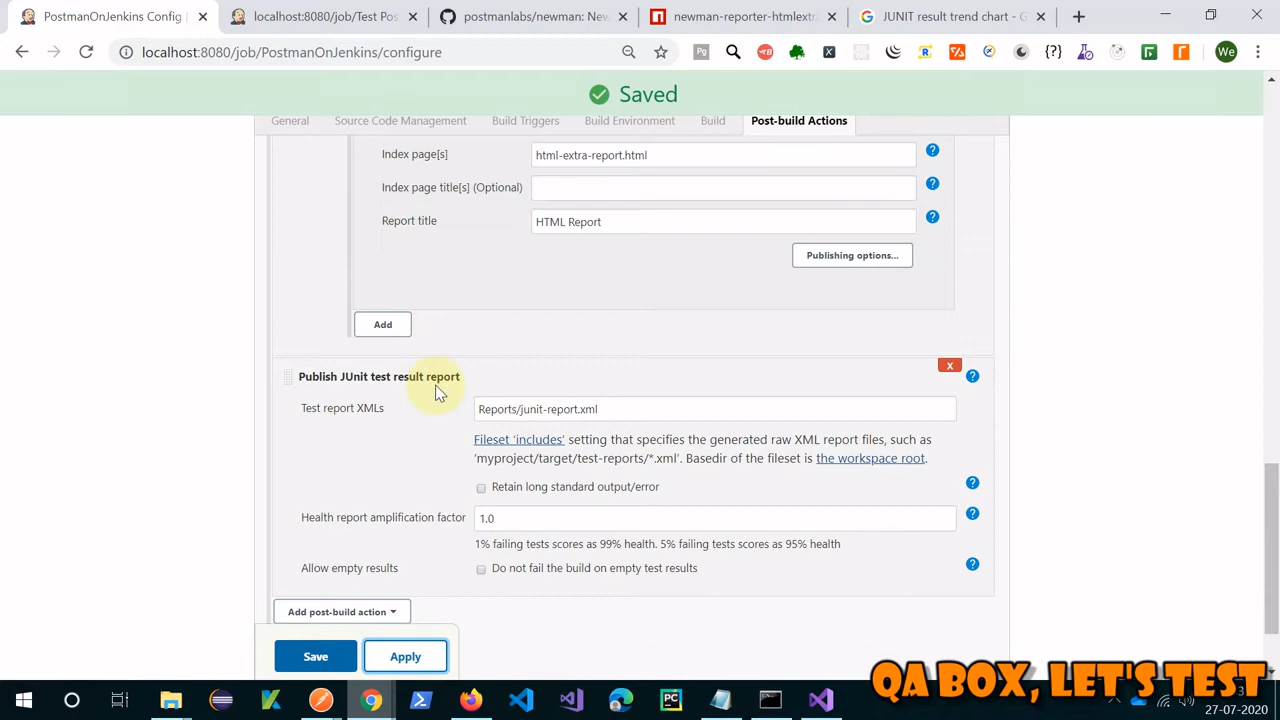 PostmanOnJenkins Config
localhost:8080/job/Test Pos
postmanlabs/newman: New
newman-reporter-htmlextr
JUNIT result trend chart - G
localhost:8080/job/PostmanOnJenkins/configure
We
Saved
General
Source Code Management
Build Triggers
Build Environment
Build
Post-build Actions
Index page[s]
html-extra-report.html
Index page title[s] (Optional)
Report title
HTML Report
Publishing options...
Add
Publish JUnit test result report
X
Test report XMLs
Reports/junit-report.xml
Fileset 'includes' setting that specifies the generated raw XML report files, such as
'myproject/target/test-reports/*.xml'. Basedir of the fileset is the workspace root.
Retain long standard output/error
Health report amplification factor
1.0
1% failing tests scores as 99% health. 5% failing tests scores as 95% health
Allow empty results
Do not fail the build on empty test results
Add post-build action
Save
Apply
QA BOX, LET'S TEST
27-07-2020